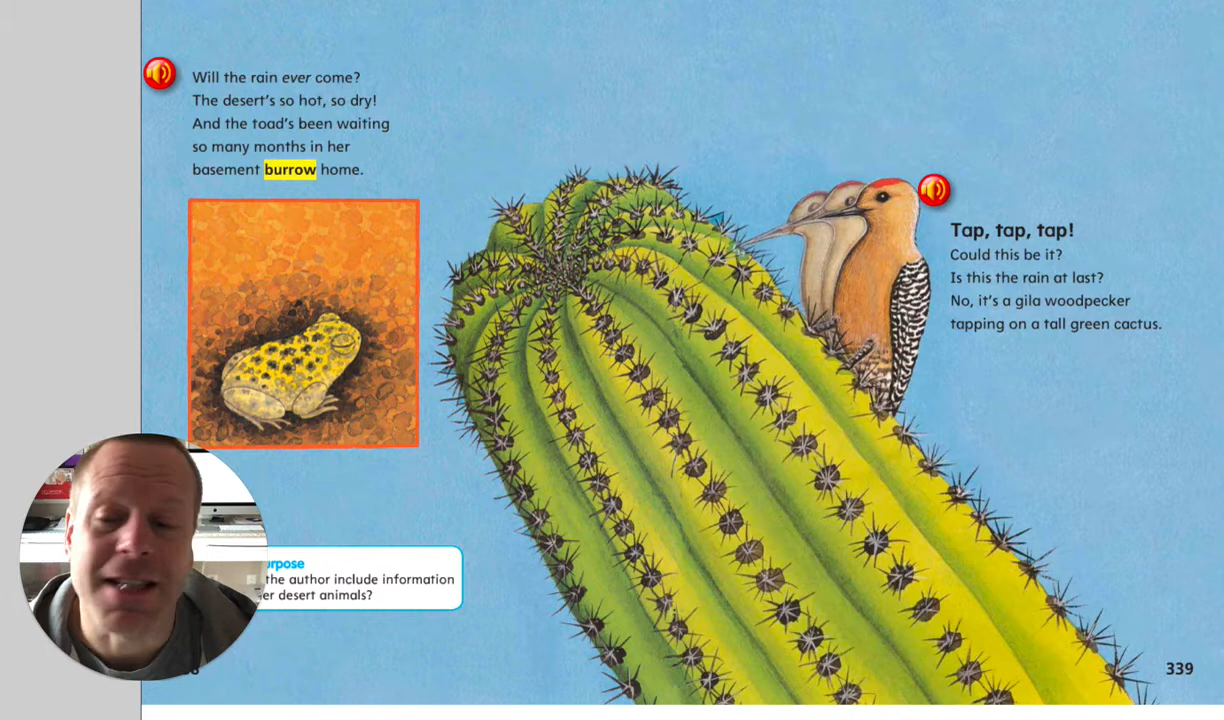 Will the rain ever come?
The desert's so hot, so dry!
And the toad's been waiting
so many months in her
basement burrow home.
Tap, tap, tap!
Could this be it?
Is this the rain at last?
No, it's a gila woodpecker
tapping on a tall green cactus.
the author include information
desert animals?
339